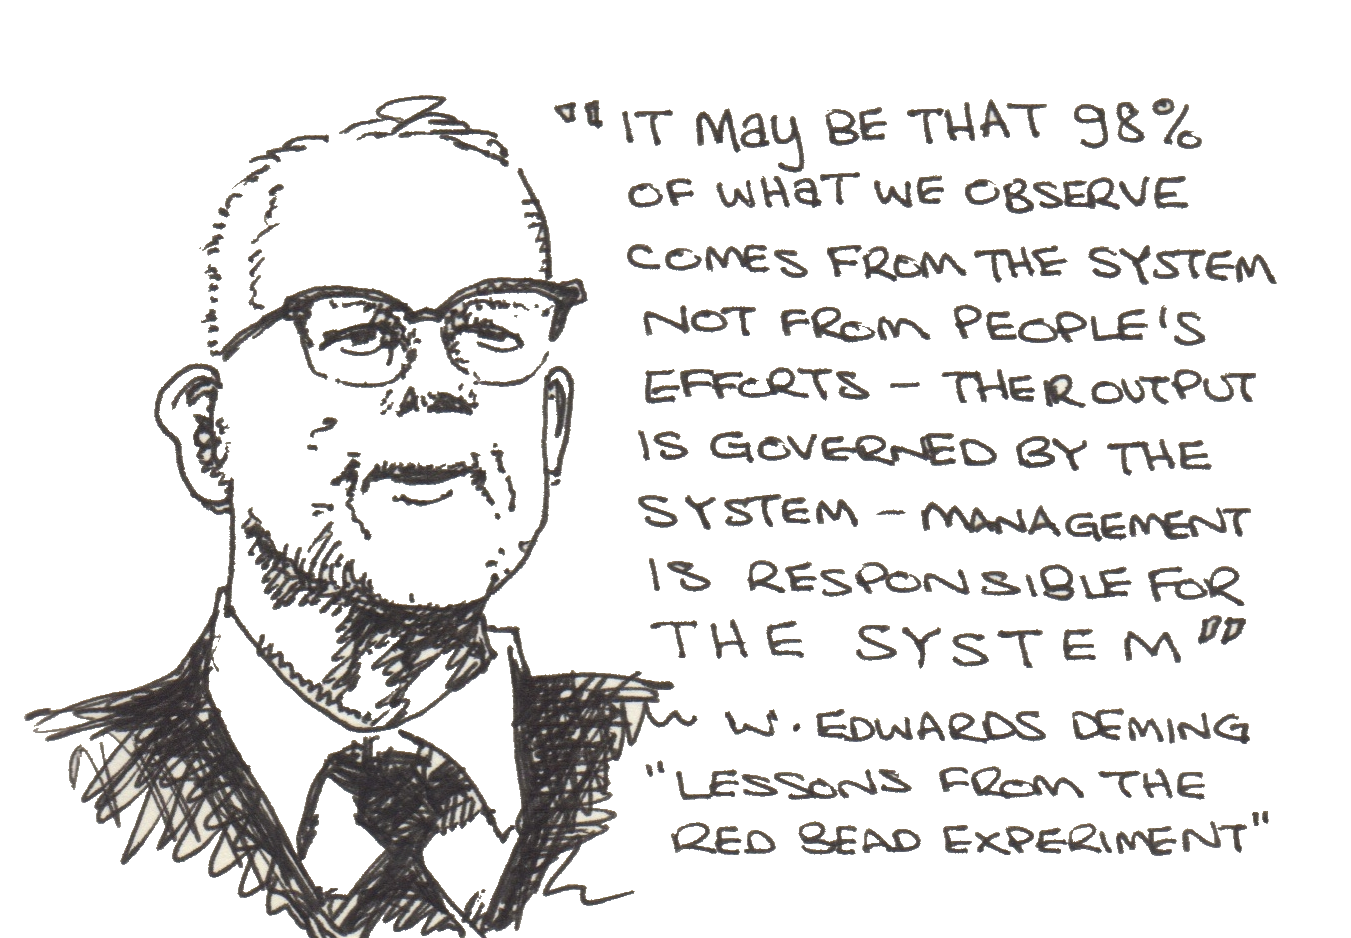 "IT May BE THAT 98%
OF WHaT WE OBSERVE
COMES FROM THE SYSTEM
NOT FROM PEOPLE'S
EFFORTS – THEIR OUTPUT
IS GOVERNED BY THE
SYSTEM – MANAGEMENT
IS RESPONSIBLE FOR
THE SYSTEM"
~ W. EDWARDS DEMING
"LESSONS FROM THE
RED BEAD EXPERIMENT"